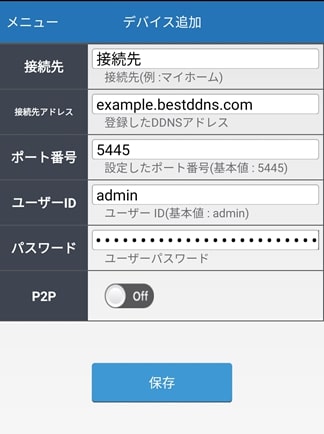 メニュー デバイス追加
接続先 接続先
接続先(例 :マイホーム)
接続先アドレス example.bestddns.com
登録したDDNSアドレス
ポート番号 5445
設定したポート番号(基本値 : 5445)
ユーザーID admin
ユーザー ID(基本値 : admin)
パスワード ••••••••••••••••••••••
ユーザーパスワード
P2P Off
保存